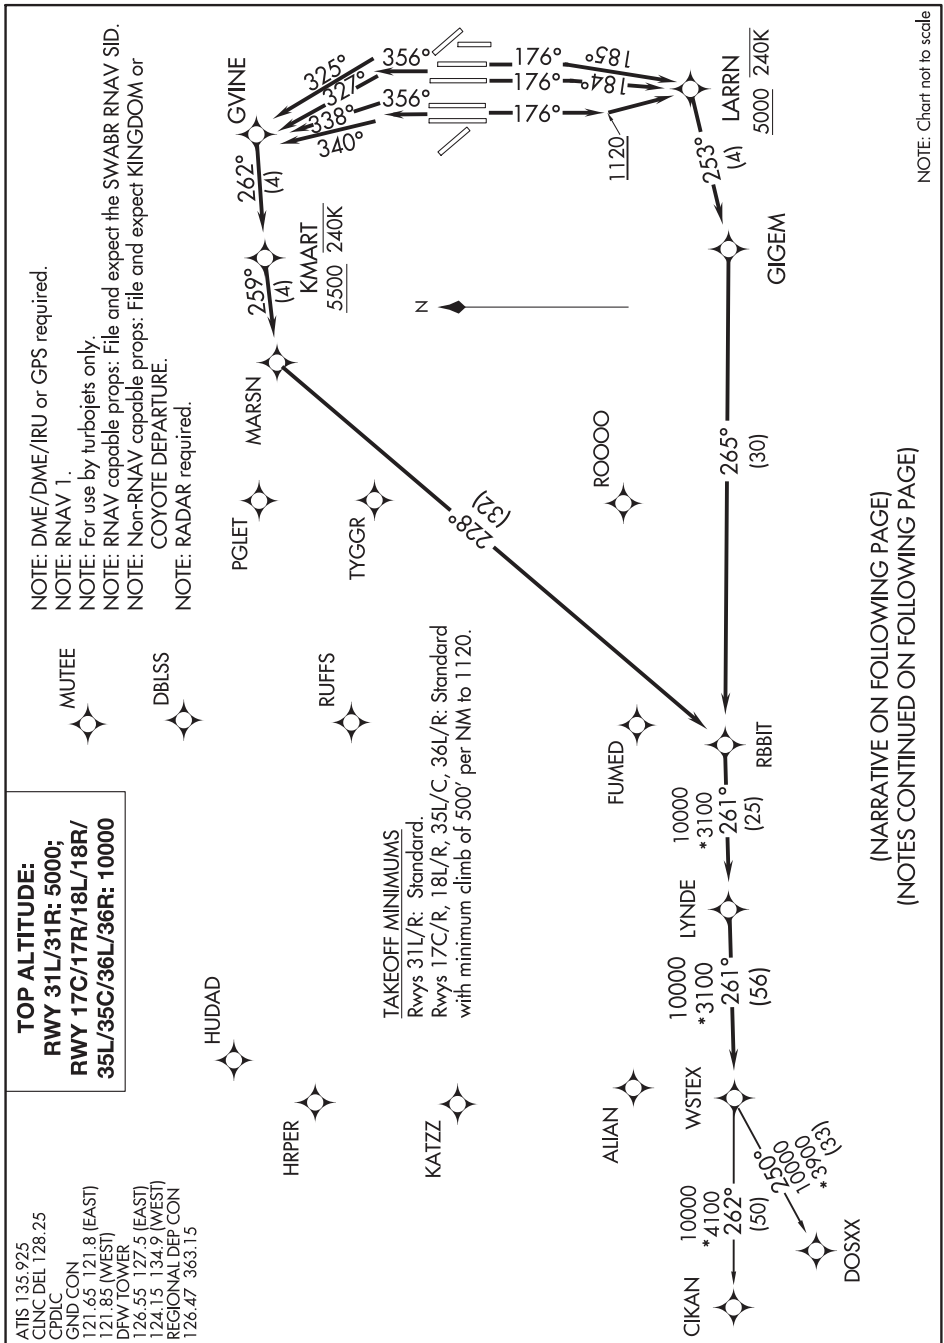 ATIS 135.925
CLNC DEL 128.25
CPDLC
GND CON
121.65 121.8 (EAST)
121.85 (WEST)
DFW TOWER
126.55 127.5 (EAST)
124.15 134.9 (WEST)
REGIONAL DEP CON
126.47 363.15
TOP ALTITUDE:
RWY 31L/31R: 5000;
RWY 17C/17R/18L/18R/
35L/35C/36L/36R: 10000
NOTE: DME/DME/IRU or GPS required.
NOTE: RNAV 1.
NOTE: For use by turbojets only.
NOTE: RNAV capable props: File and expect the SWABR RNAV SID.
NOTE: Non-RNAV capable props: File and expect KINGDOM or
COYOTE DEPARTURE.
NOTE: RADAR required.
MUTEE
DBLSS
HUDAD
HRPER
RUFFS
PGLET
TYGGR
MARSN
259°
(4)
KMART
5500 240K
262°
(4)
GVINE
325°
327°
338°
340°
356°
356°
176°
176°
176°
185°
184°
1120
LARRN
5000 240K
253°
(4)
GIGEM
N
228°
(32)
ROOOO
265°
(30)
TAKEOFF MINIMUMS
Rwys 31L/R: Standard.
Rwys 17C/R, 18L/R, 35L/C, 36L/R: Standard
with minimum climb of 500' per NM to 1120.
KATZZ
ALIAN
FUMED
RBBIT
10000
*3100
261°
(25)
LYNDE
10000
*3100
261°
(56)
WSTEX
10000
*4100
262°
(50)
CIKAN
250°
10000
*3900
(33)
DOSXX
(NARRATIVE ON FOLLOWING PAGE)
(NOTES CONTINUED ON FOLLOWING PAGE)
NOTE: Chart not to scale